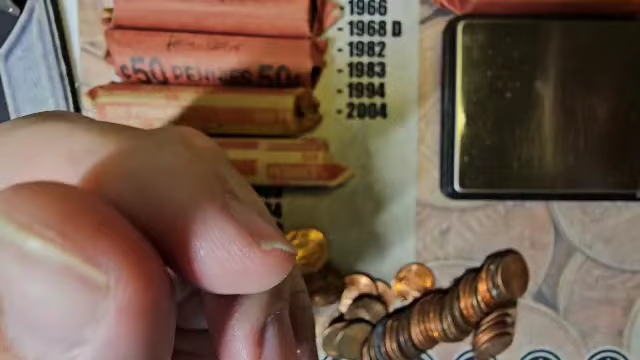 - 1966
- 1968 D
- 1982
- 1983
- 1994
- 2004
$50 PENNIES 50¢